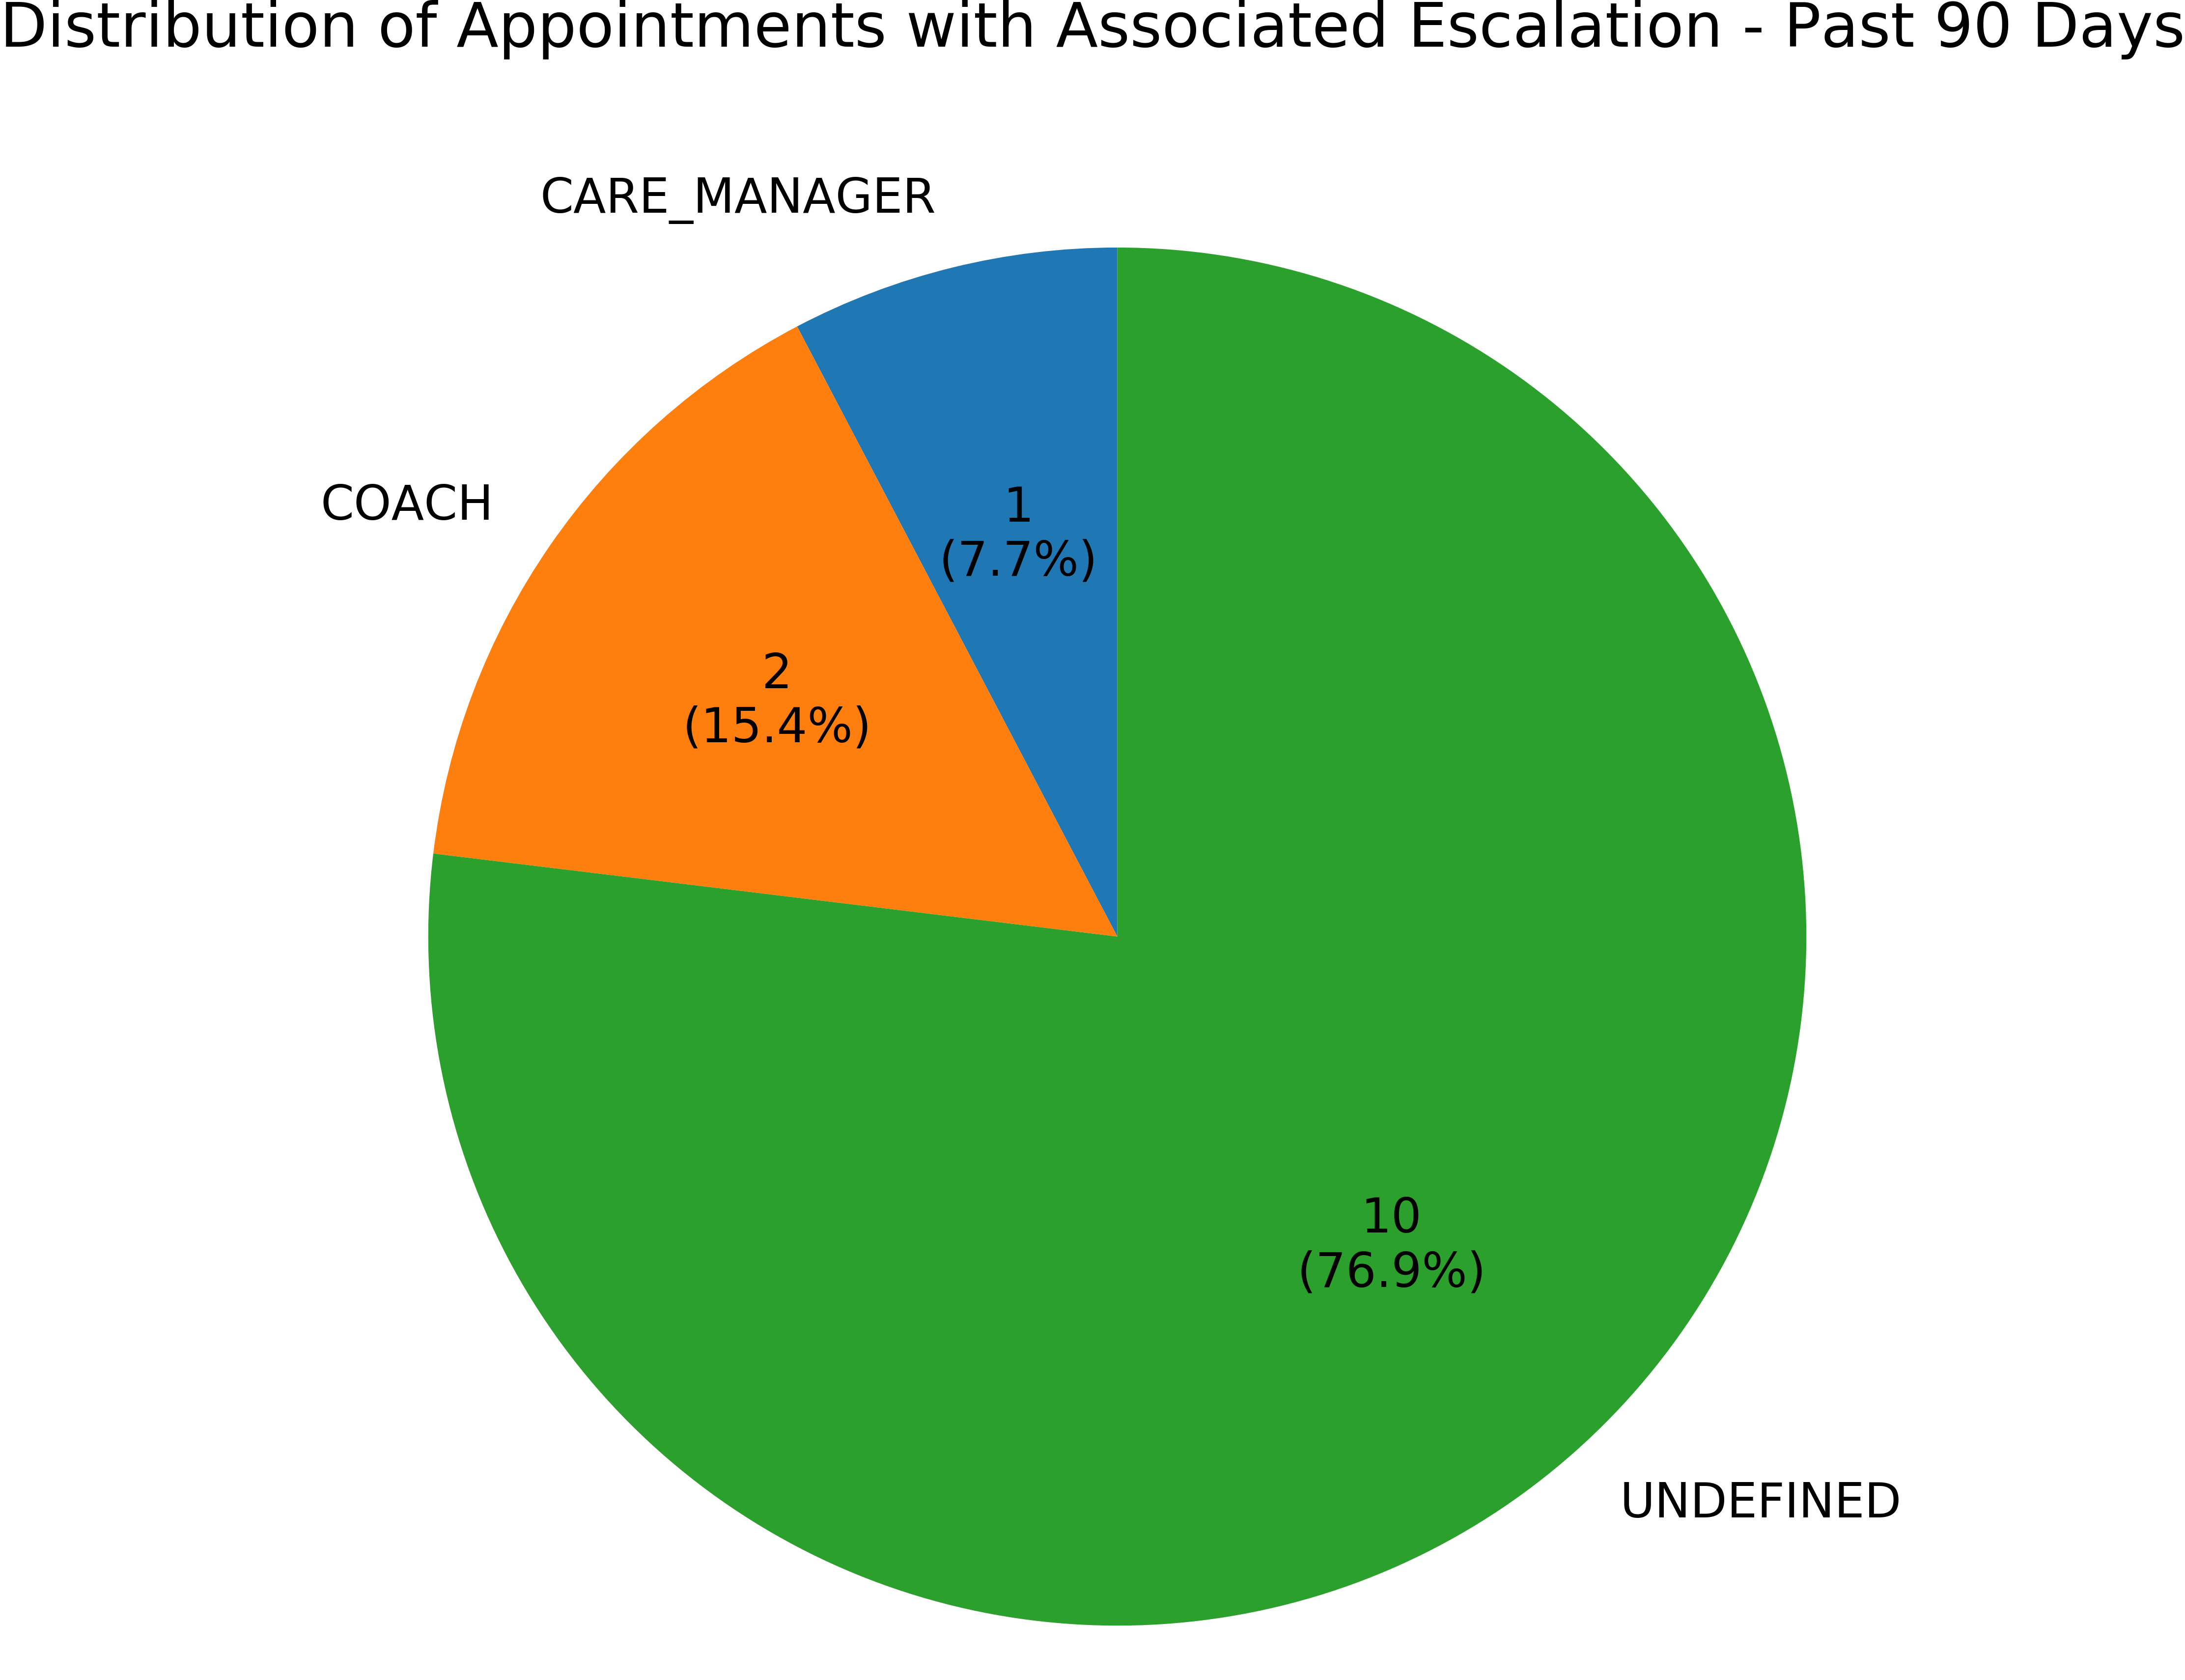 Distribution of Appointments with Associated Escalation - Past 90 Days
CARE_MANAGER
COACH
1
(7.7%)
2
(15.4%)
10
(76.9%)
UNDEFINED